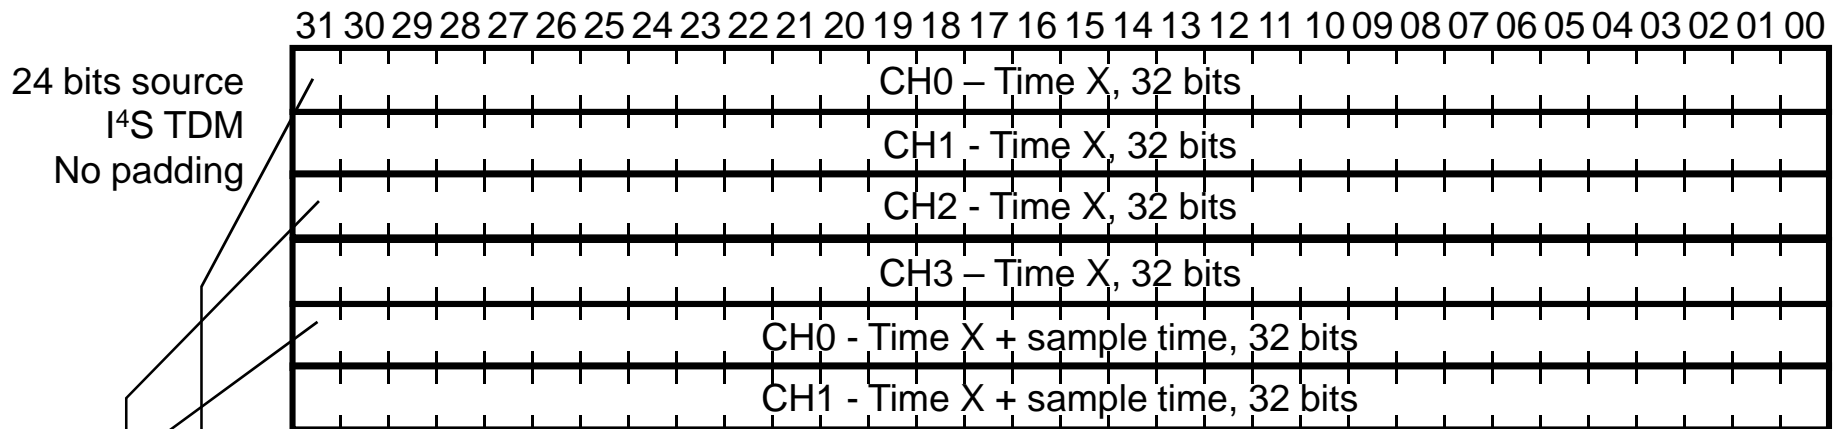 31 30 29 28 27 26 25 24 23 22 21 20 19 18 17 16 15 14 13 12 11 10 09 08 07 06 05 04 03 02 01 00
24 bits source
I4S TDM
No padding
CH0 – Time X, 32 bits
CH1 - Time X, 32 bits
CH2 - Time X, 32 bits
CH3 – Time X, 32 bits
CH0 - Time X + sample time, 32 bits
CH1 - Time X + sample time, 32 bits